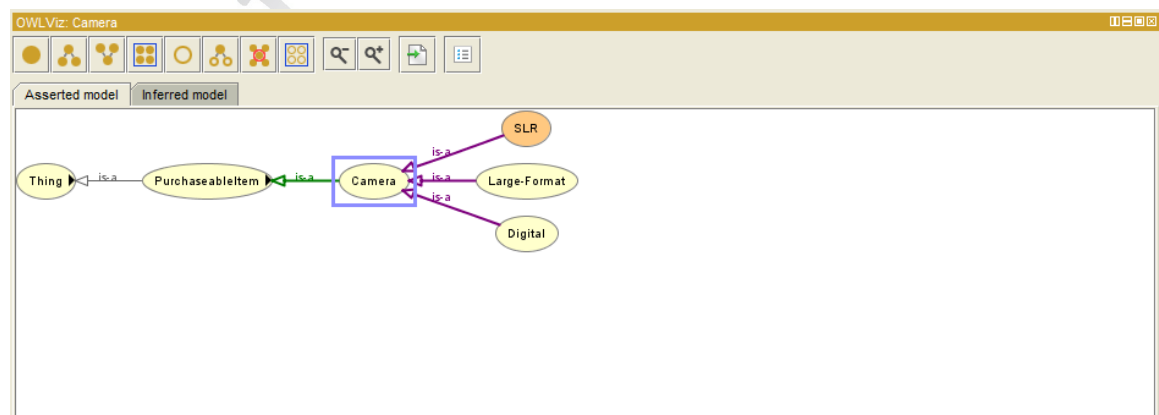 OWLViz: Camera
Asserted model Inferred model
SLR
is-a
Thing is-a PurchaseableItem is-a Camera is-a Large-Format
is-a
Digital